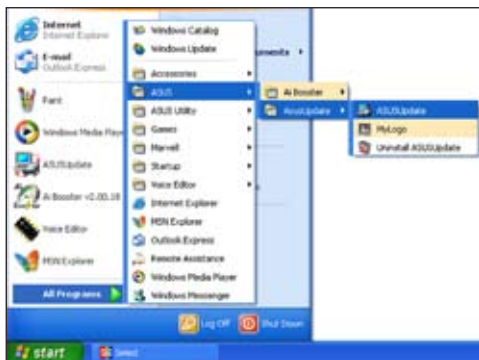 Internet
Internet Explorer
E-mail
Outlook Express
Paint
Windows Media Play
ASUSUpdate
Ai Booster v2.00.18
Voice Editor
MSN Explorer
All Programs
Windows Catalog
Windows Update
Accessories
ASUS
ASUS Utility
Games
Marvell
Startup
Voice Editor
Internet Explorer
MSN Explorer
Outlook Express
Remote Assistance
Windows Media Player
Windows Messenger
ocuments
Ai Booster
AsusUpdate
ASUSUpdate
MyLogo
Uninstall ASUSUpdate
Log Off
Shut Down
start